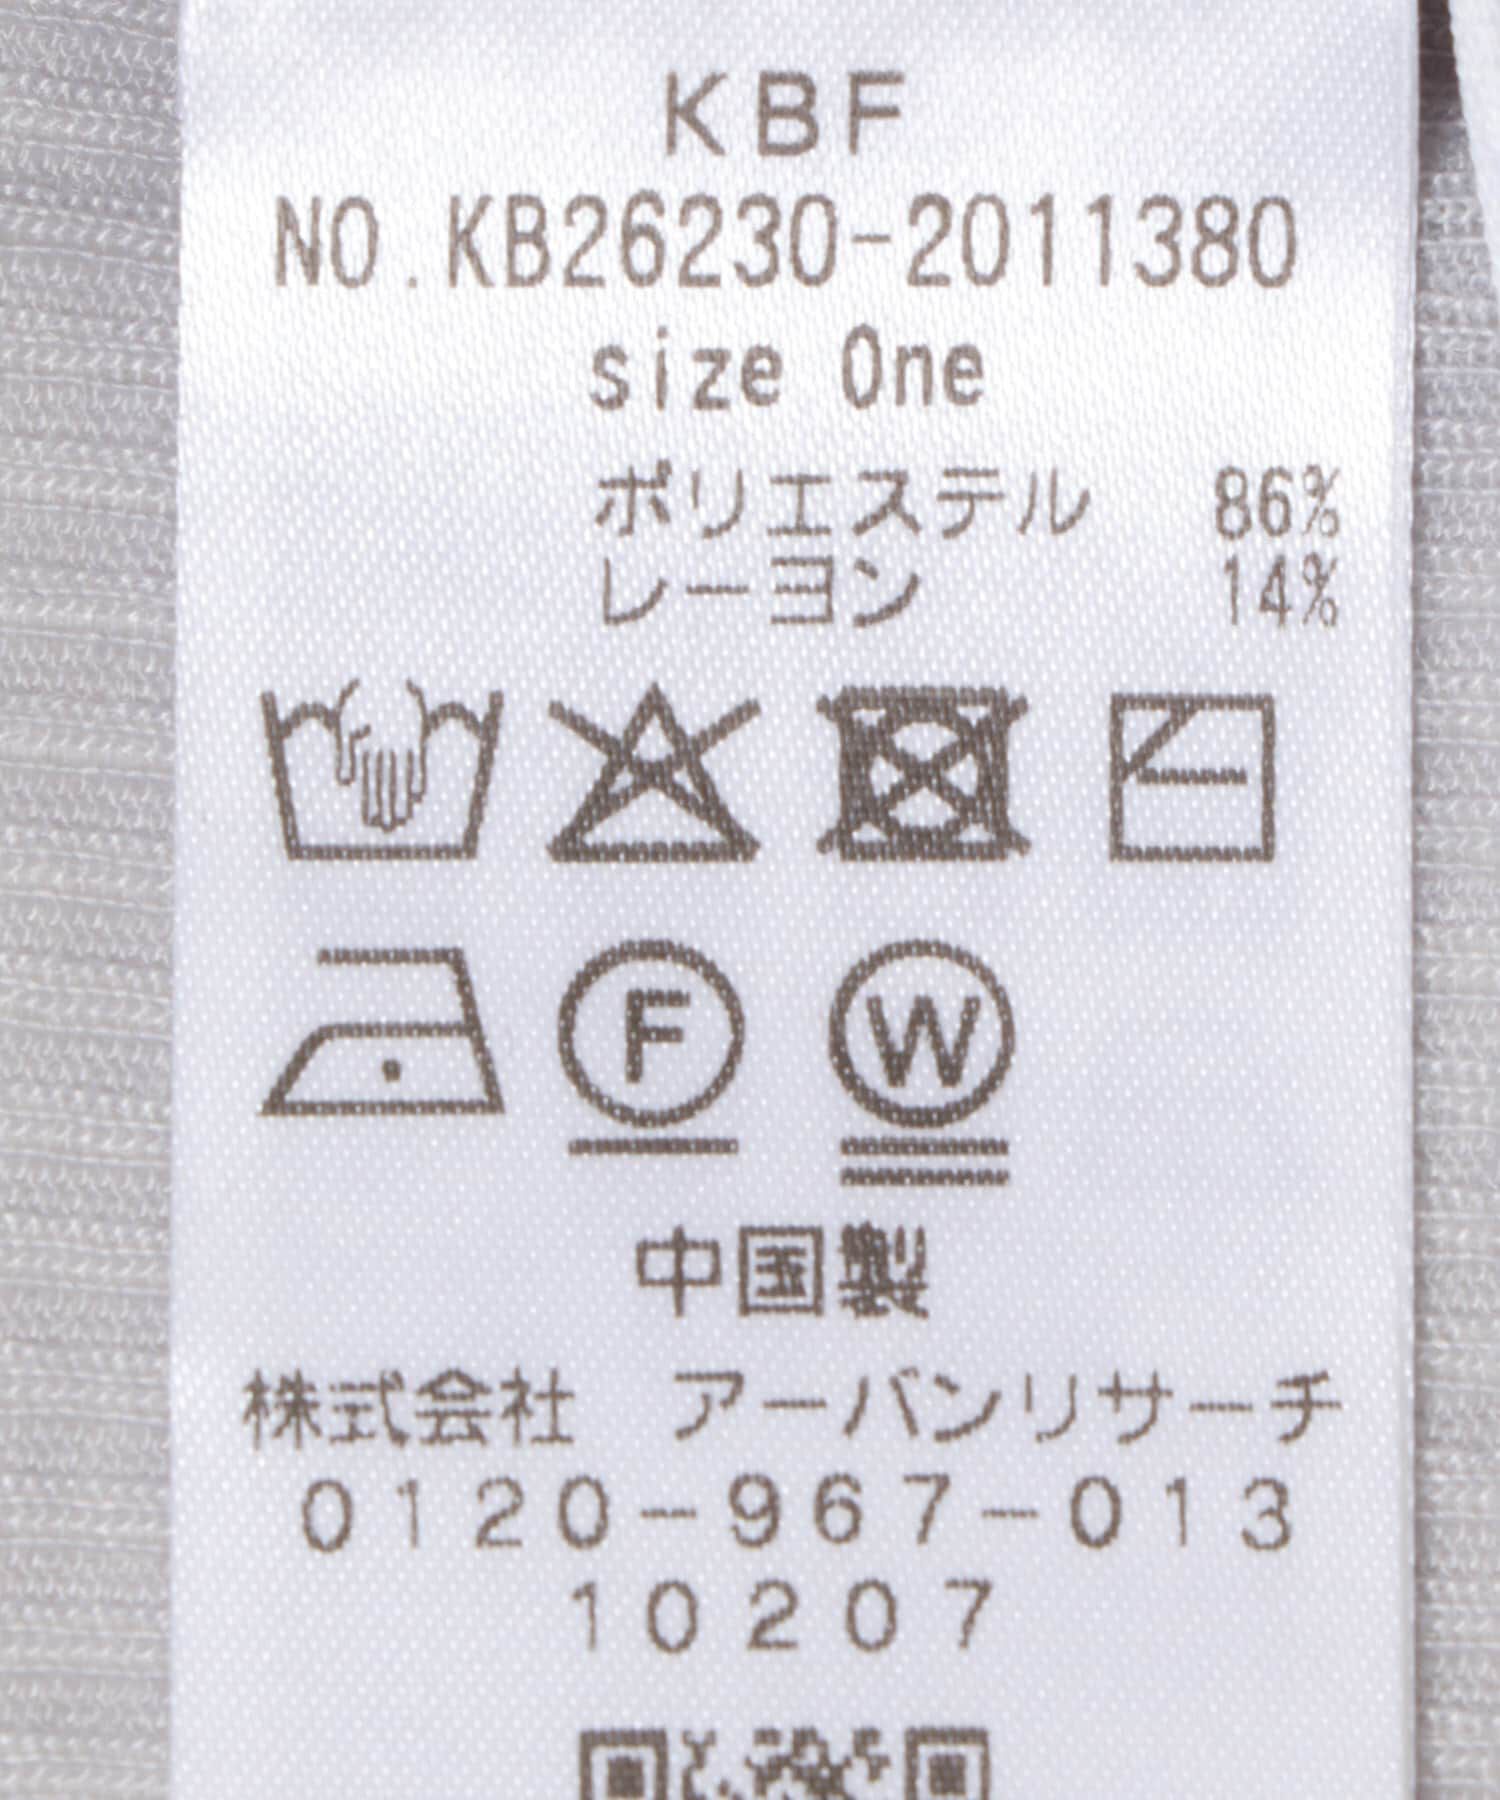 KBF
NO.KB26230-2011380
size One
ポリエステル 86%
レーヨン 14%
F
W
中国製
株式会社 アーバンリサーチ
0120-967-013
10207